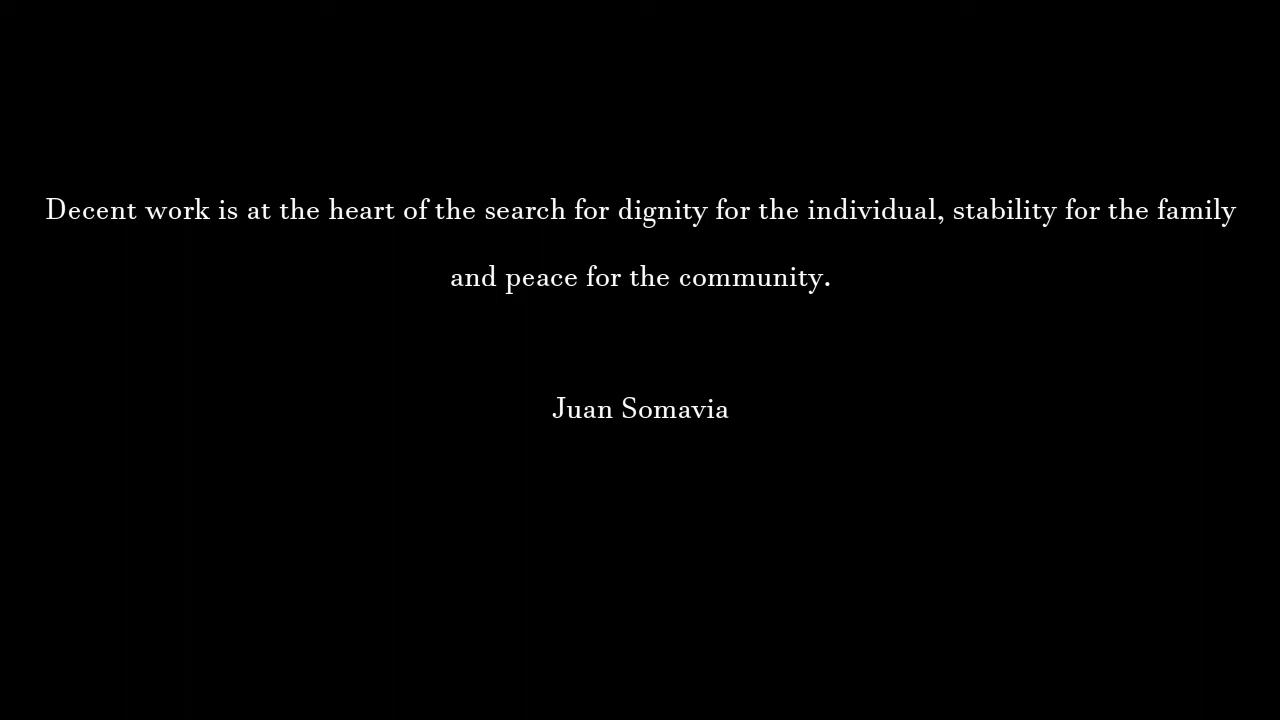 Decent work is at the heart of the search for dignity for the individual, stability for the family
and peace for the community.
Juan Somavia